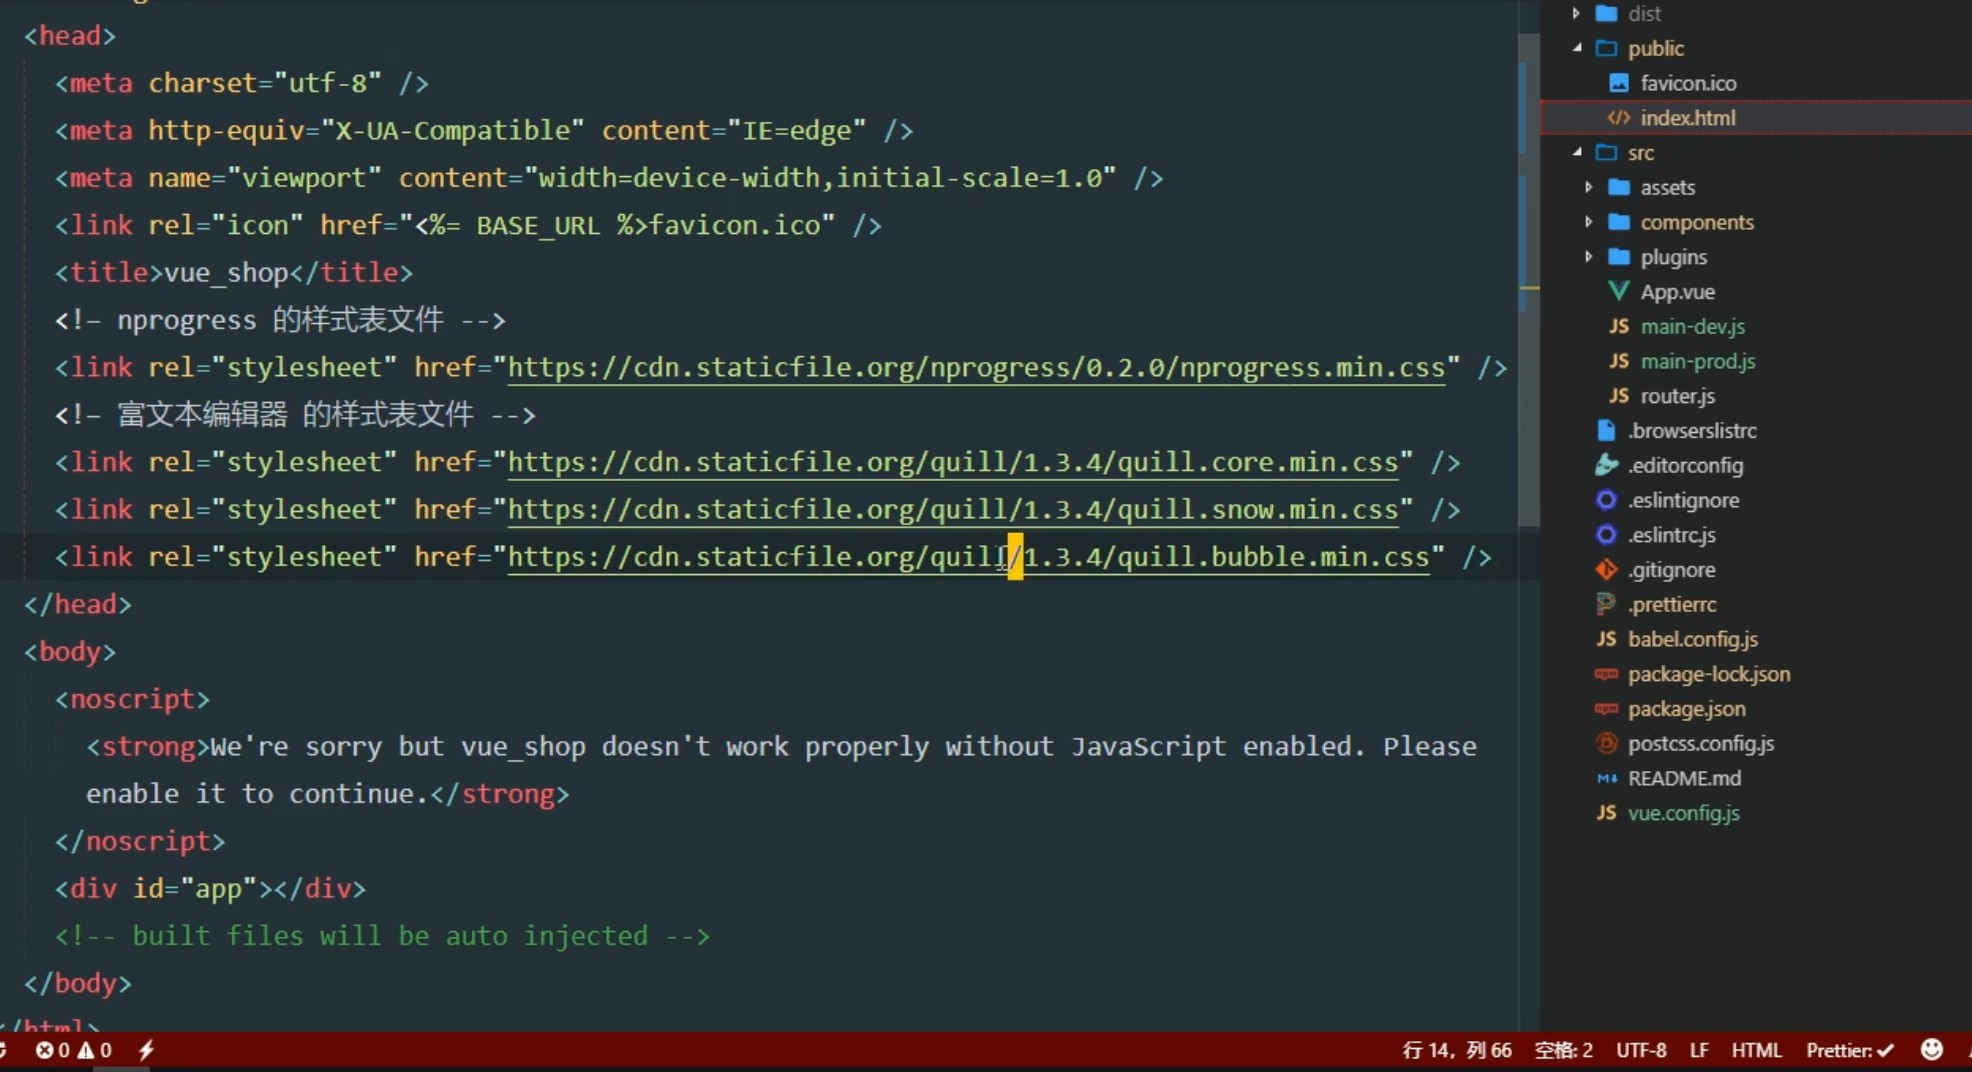 <head>
<meta charset="utf-8" />
<meta http-equiv="X-UA-Compatible" content="IE=edge" />
<meta name="viewport" content="width=device-width,initial-scale=1.0" />
<link rel="icon" href="<%= BASE_URL %>favicon.ico" />
<title>vue_shop</title>
<!— nprogress 的样式表文件 -->
<link rel="stylesheet" href="https://cdn.staticfile.org/nprogress/0.2.0/nprogress.min.css" />
<!— 富文本编辑器 的样式表文件 -->
<link rel="stylesheet" href="https://cdn.staticfile.org/quill/1.3.4/quill.core.min.css" />
<link rel="stylesheet" href="https://cdn.staticfile.org/quill/1.3.4/quill.snow.min.css" />
<link rel="stylesheet" href="https://cdn.staticfile.org/quill/1.3.4/quill.bubble.min.css" />
</head>
<body>
<noscript>
<strong>We're sorry but vue_shop doesn't work properly without JavaScript enabled. Please
enable it to continue.</strong>
</noscript>
<div id="app"></div>
<!-- built files will be auto injected -->
</body>
</html>
dist
public
favicon.ico
</> index.html
src
assets
components
plugins
App.vue
JS main-dev.js
JS main-prod.js
JS router.js
.browserslistrc
.editorconfig
.eslintignore
.eslintrc.js
.gitignore
.prettierrc
JS babel.config.js
npm package-lock.json
npm package.json
postcss.config.js
M↓ README.md
JS vue.config.js
0 0 行 14，列 66 空格: 2 UTF-8 LF HTML Prettier: ✓